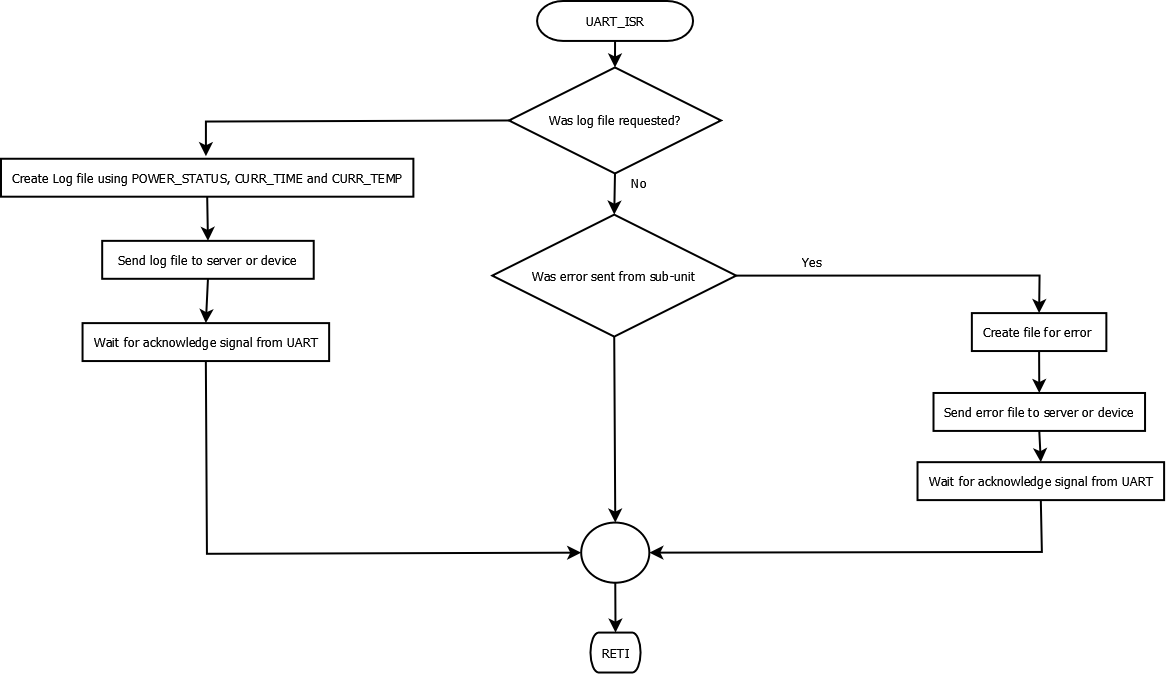 UART_ISR
Was log file requested?
Create Log file using POWER_STATUS, CURR_TIME and CURR_TEMP
No
Send log file to server or device
Was error sent from sub-unit
Yes
Wait for acknowledge signal from UART
Create file for error
Send error file to server or device
Wait for acknowledge signal from UART
RETI